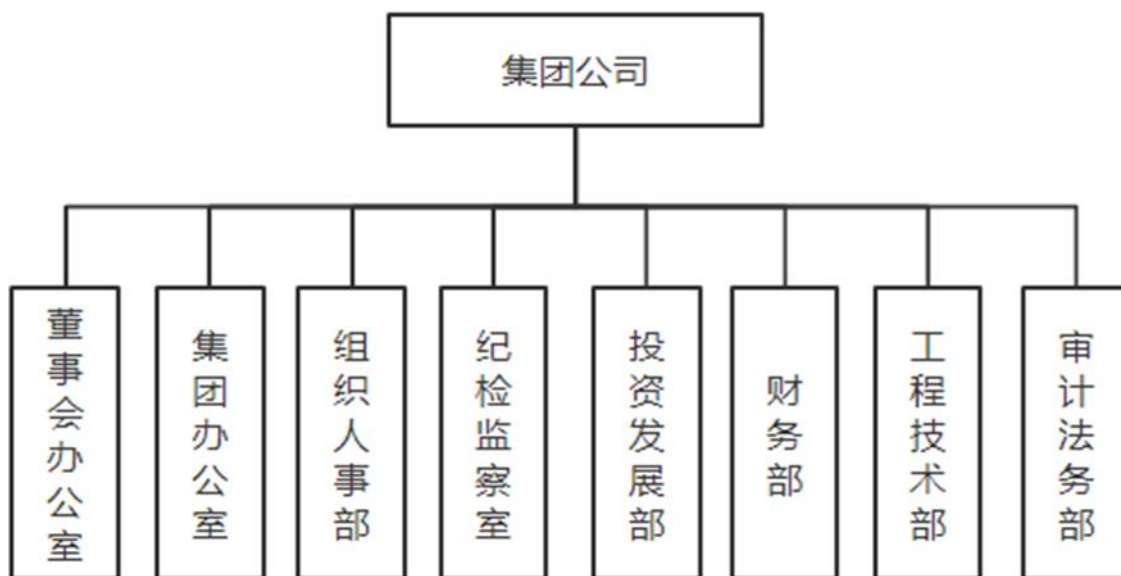 集团公司
董事会办公室
集团办公室
组织人事部
纪检监察室
投资发展部
财务部
工程技术部
审计法务部